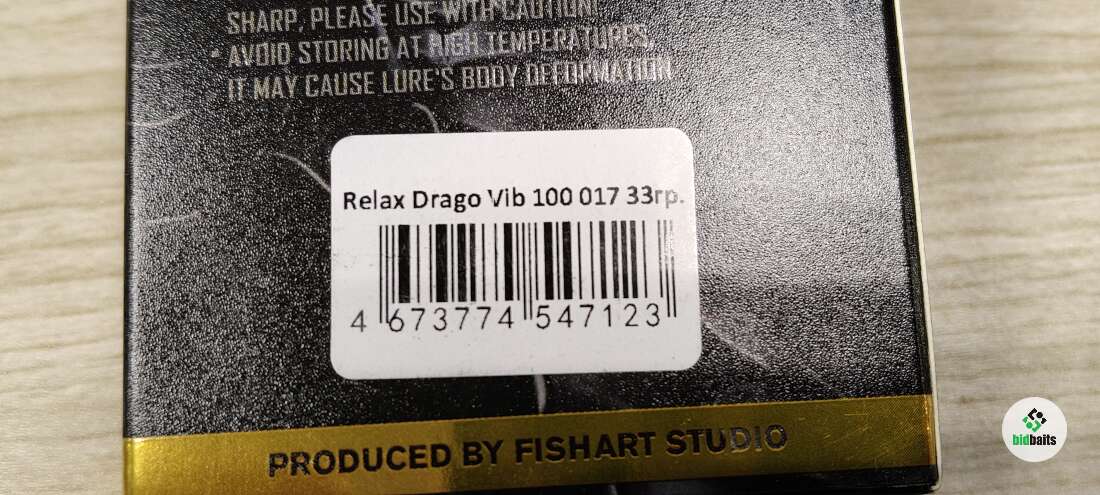 SHARP, PLEASE USE WITH CAUTION!
• AVOID STORING AT HIGH TEMPERATURES,
IT MAY CAUSE LURE'S BODY DEFORMATION
Relax Drago Vib 100 017 33гр.
4 673774 547123
PRODUCED BY FISHART STUDIO
bidbaits